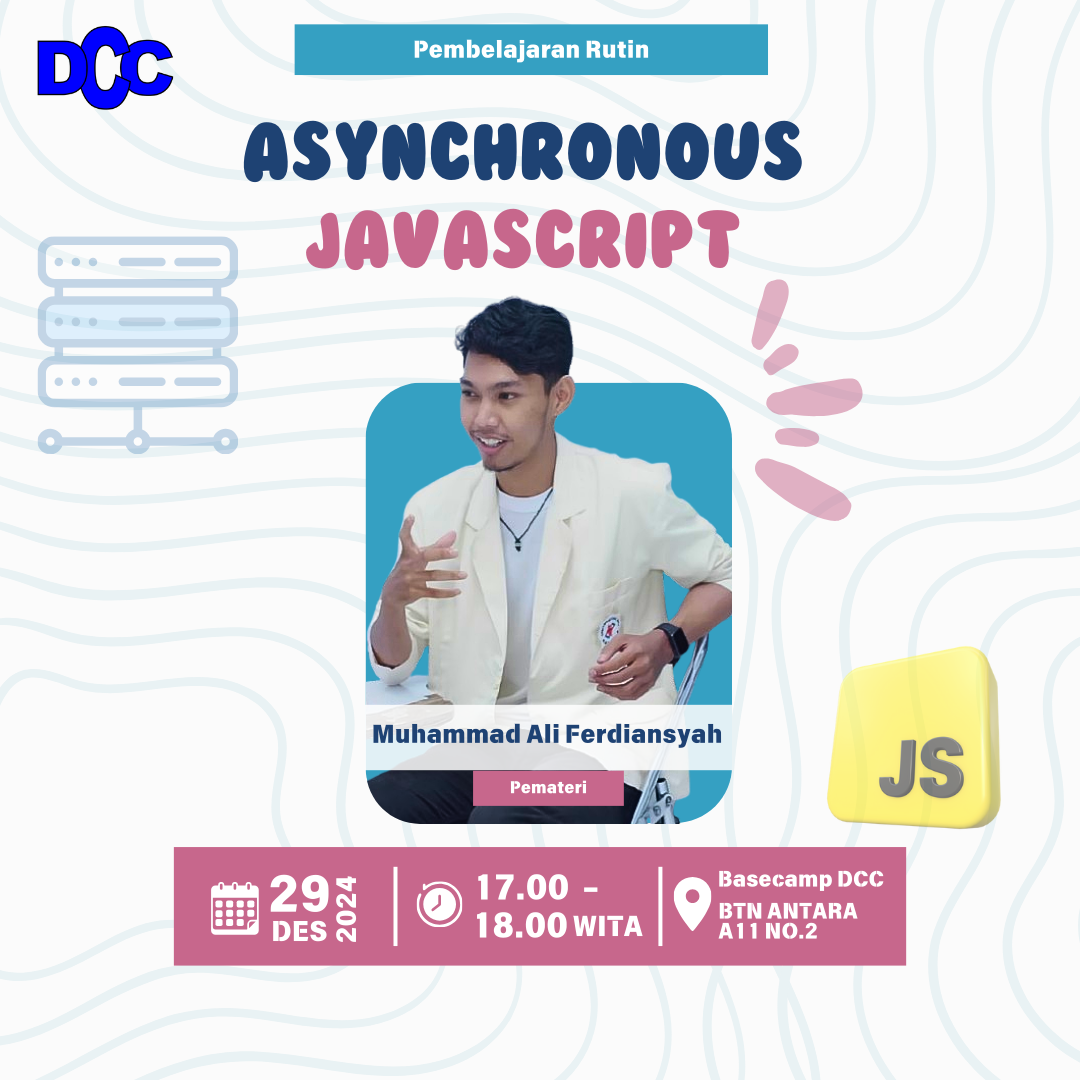 DCC
Pembelajaran Rutin
ASYNCHRONOUS
JAVASCRIPT
JS
Muhammad Ali Ferdiansyah
Pemateri
29
DES
2024
17.00 –
18.00 WITA
Basecamp DCC
BTN ANTARA
A11 NO.2